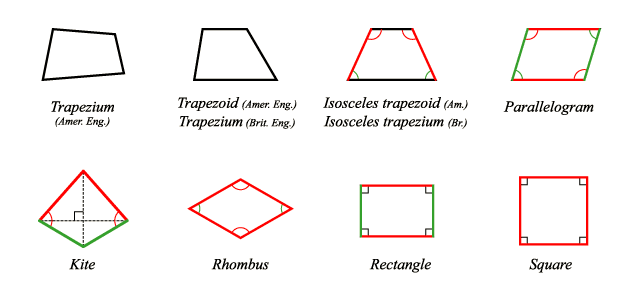 Trapezium
(Amer. Eng.)
Trapezoid (Amer. Eng.)
Trapezium (Brit. Eng.)
Isosceles trapezoid (Am.)
Isosceles trapezium (Br.)
Parallelogram
Kite
Rhombus
Rectangle
Square